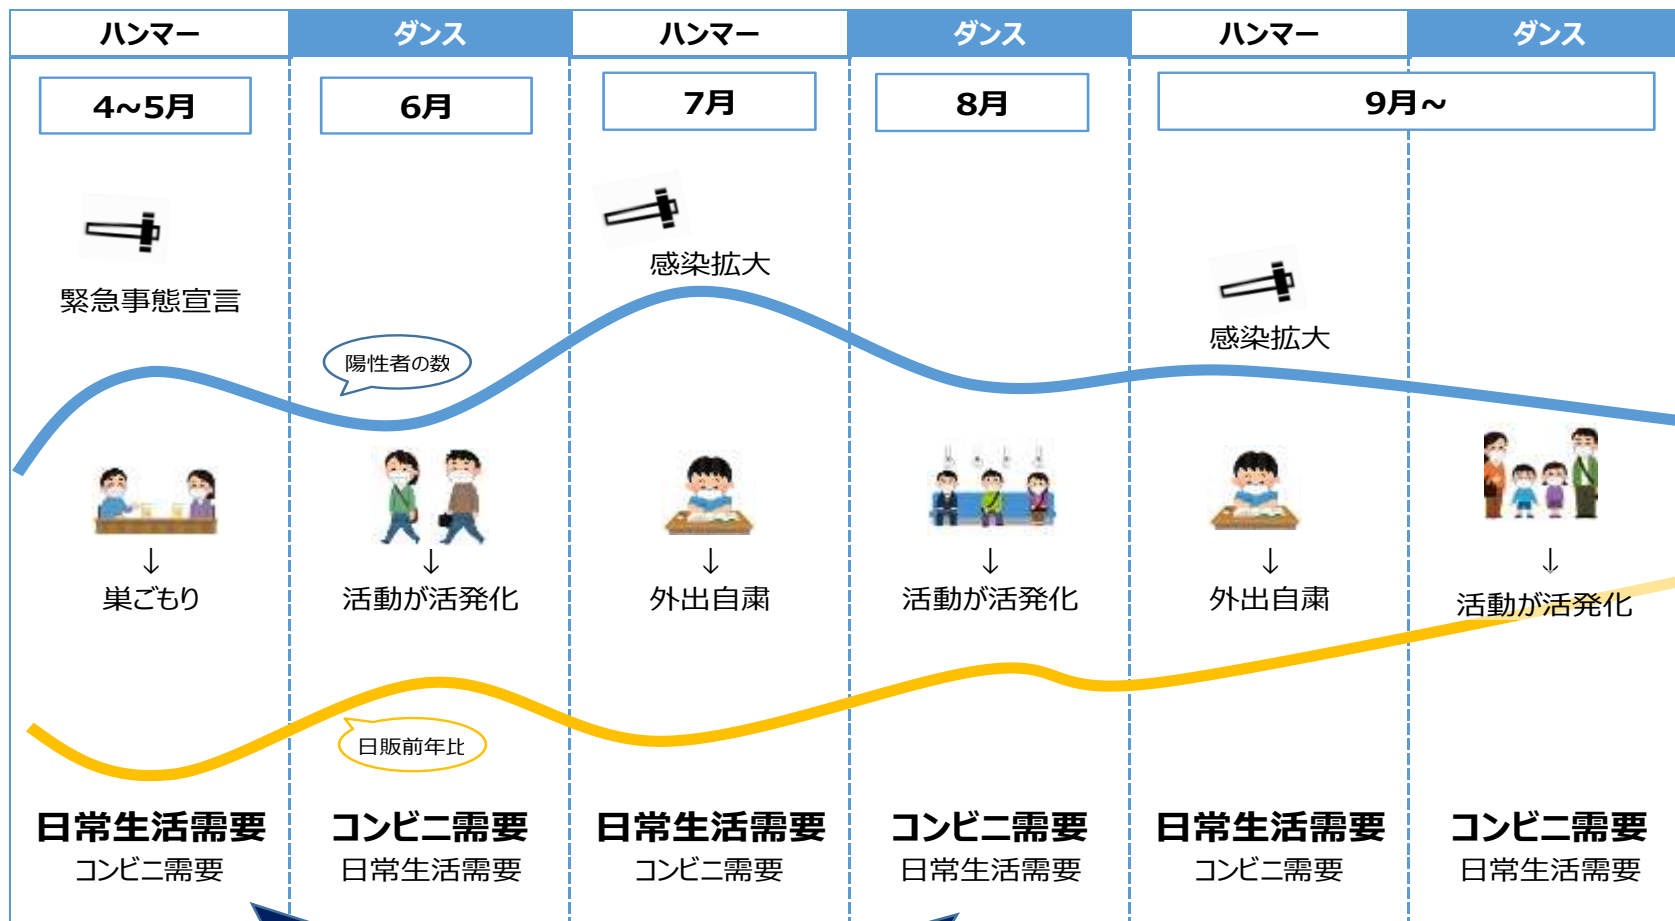 ハンマー
ダンス
ハンマー
ダンス
ハンマー
ダンス
4~5月
6月
7月
8月
9月~
緊急事態宣言
感染拡大
感染拡大
陽性者の数
↓
↓
↓
↓
↓
↓
巣ごもり
活動が活発化
外出自粛
活動が活発化
外出自粛
活動が活発化
日販前年比
日常生活需要
コンビニ需要
日常生活需要
コンビニ需要
日常生活需要
コンビニ需要
コンビニ需要
日常生活需要
コンビニ需要
日常生活需要
コンビニ需要
日常生活需要